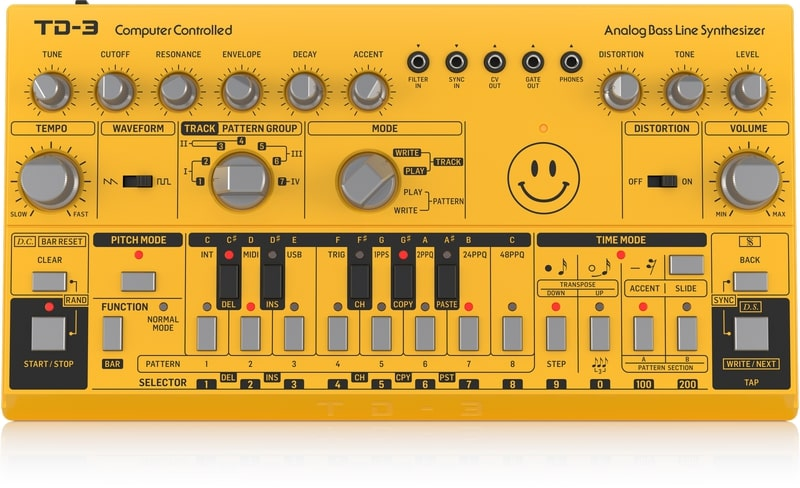 TD-3 Computer Controlled
Analog Bass Line Synthesizer
TUNE CUTOFF RESONANCE ENVELOPE DECAY ACCENT
FILTER IN
SYNC IN
CV OUT
GATE OUT
PHONES
DISTORTION TONE LEVEL
TEMPO WAVEFORM TRACK PATTERN GROUP MODE DISTORTION VOLUME
SLOW FAST
I II III IV
1 2 3 4 5 6 7
WRITE
PLAY
TRACK
PLAY
WRITE
PATTERN
OFF ON
MIN MAX
D.C. BAR RESET
CLEAR
RAND
START/STOP
PITCH MODE
FUNCTION
NORMAL MODE
BAR
C C♯ D D♯ E F F♯ G G♯ A A♯ B C
INT MIDI USB TRIG 1PPS 2PPQ 24PPQ 48PPQ
DEL INS CH COPY PASTE
PATTERN 1 2 3 4 5 6 7 8
SELECTOR 1 DEL 2 INS 3 4 CH 5 CPY 6 PST 7 8 9 0 100 200
TIME MODE
TRANSPOSE
DOWN UP
ACCENT SLIDE
STEP
3
A B
PATTERN SECTION
BACK
SYNC D.S.
WRITE/NEXT
TAP
TD-3